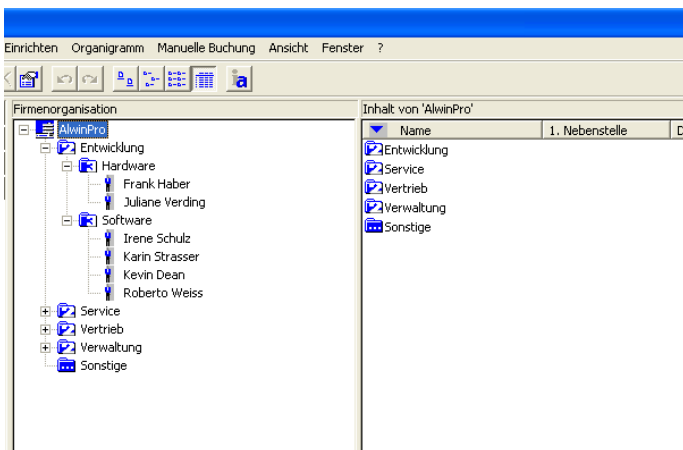 Einrichten Organigramm Manuelle Buchung Ansicht Fenster ?
Firmenorganisation
AlwinPro
Entwicklung
Hardware
Frank Haber
Juliane Verding
Software
Irene Schulz
Karin Strasser
Kevin Dean
Roberto Weiss
Service
Vertrieb
Verwaltung
Sonstige
Inhalt von 'AlwinPro'
Name 1. Nebenstelle
Entwicklung
Service
Vertrieb
Verwaltung
Sonstige